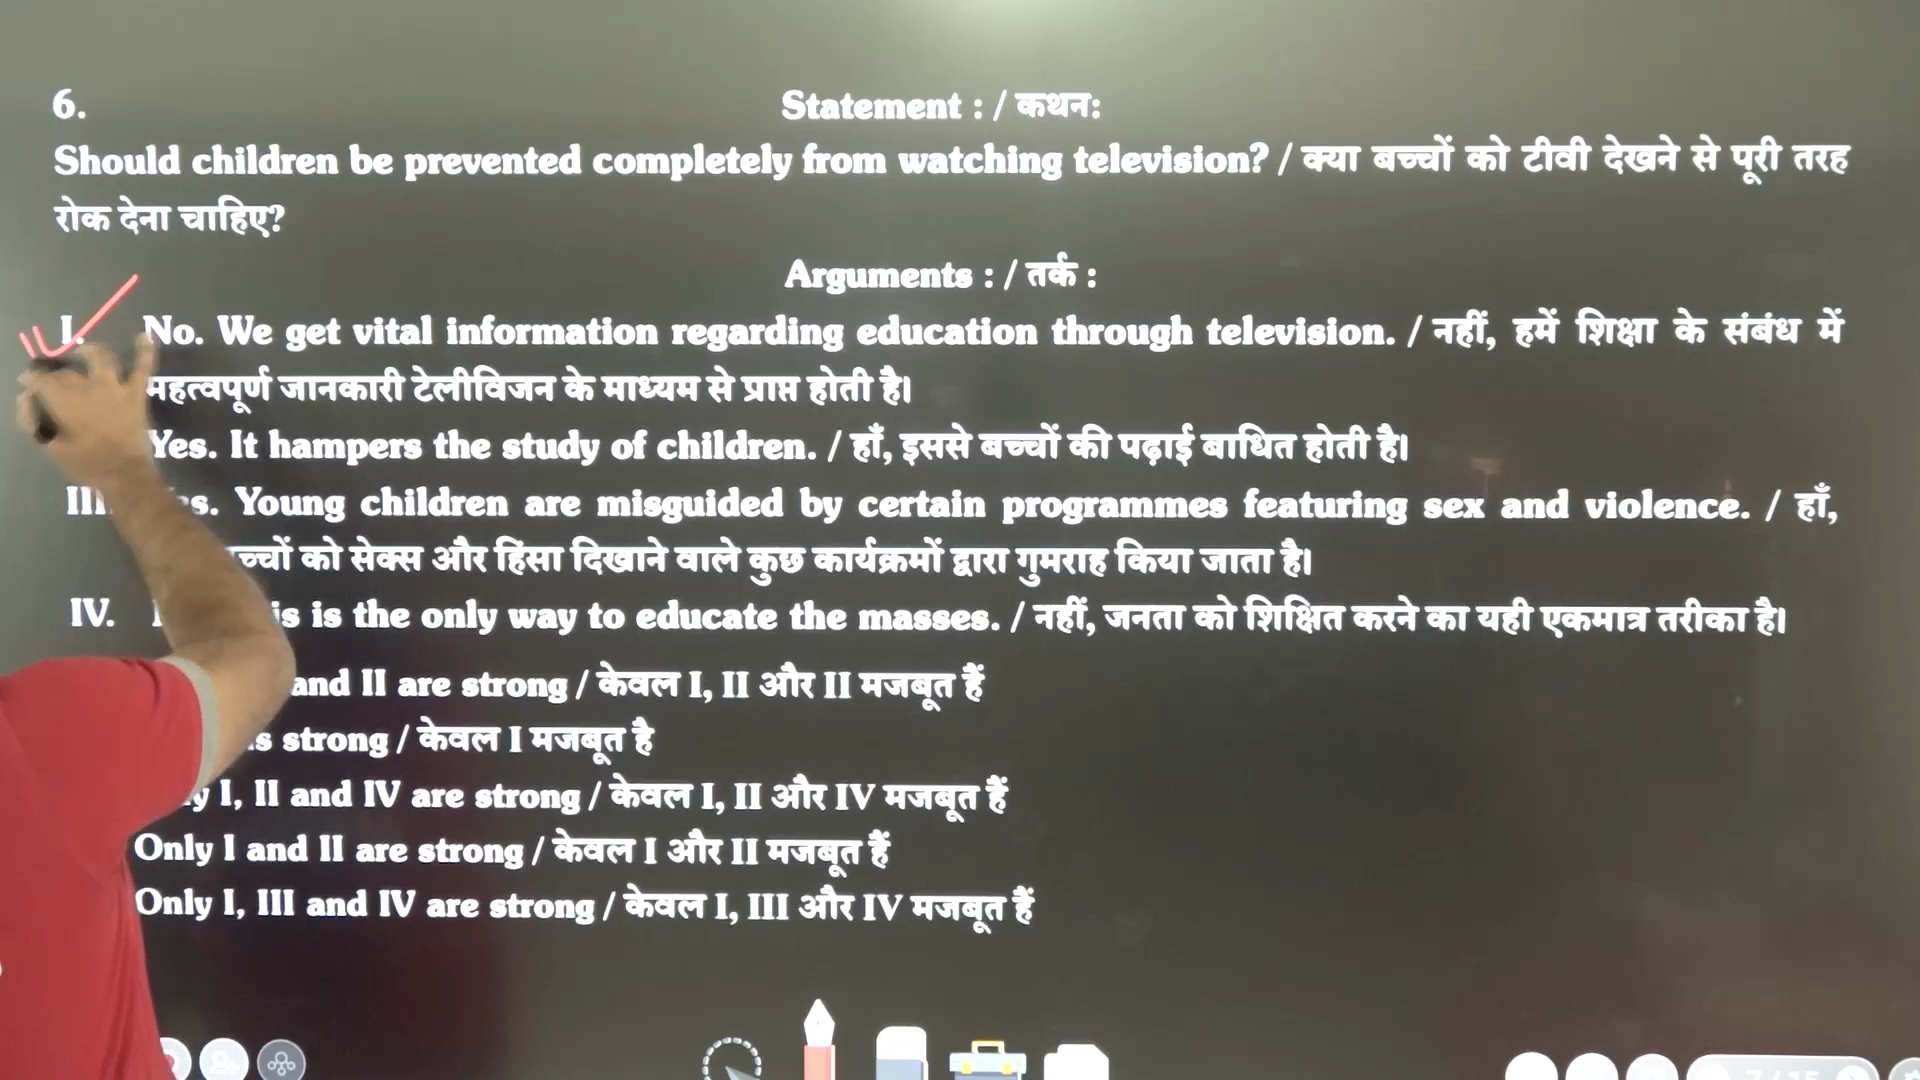 6.
Statement : / कथन:
Should children be prevented completely from watching television? / क्या बच्चों को टीवी देखने से पूरी तरह
रोक देना चाहिए?
Arguments : / तर्क :
I. No. We get vital information regarding education through television. / नहीं, हमें शिक्षा के संबंध में
महत्वपूर्ण जानकारी टेलीविजन के माध्यम से प्राप्त होती है।
Yes. It hampers the study of children. / हाँ, इससे बच्चों की पढ़ाई बाधित होती है।
III. Young children are misguided by certain programmes featuring sex and violence. / हाँ,
को सेक्स और हिंसा दिखाने वाले कुछ कार्यक्रमों द्वारा गुमराह किया जाता है।
IV. is the only way to educate the masses. / नहीं, जनता को शिक्षित करने का यही एकमात्र तरीका है।
and II are strong / केवल I, II और II मजबूत हैं
strong / केवल I मजबूत है
I, II and IV are strong / केवल I, II और IV मजबूत हैं
Only I and II are strong / केवल I और II मजबूत हैं
Only I, III and IV are strong / केवल I, III और IV मजबूत हैं